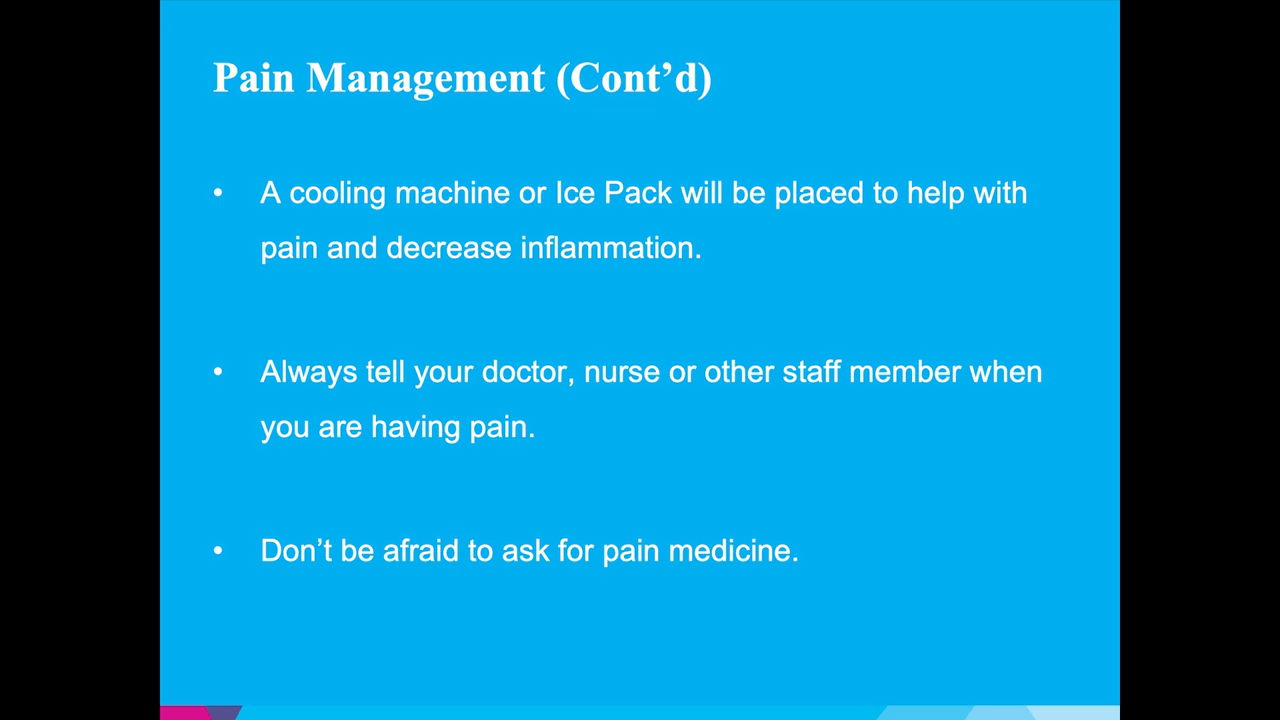 Pain Management (Cont’d)
• A cooling machine or Ice Pack will be placed to help with
pain and decrease inflammation.
• Always tell your doctor, nurse or other staff member when
you are having pain.
• Don’t be afraid to ask for pain medicine.